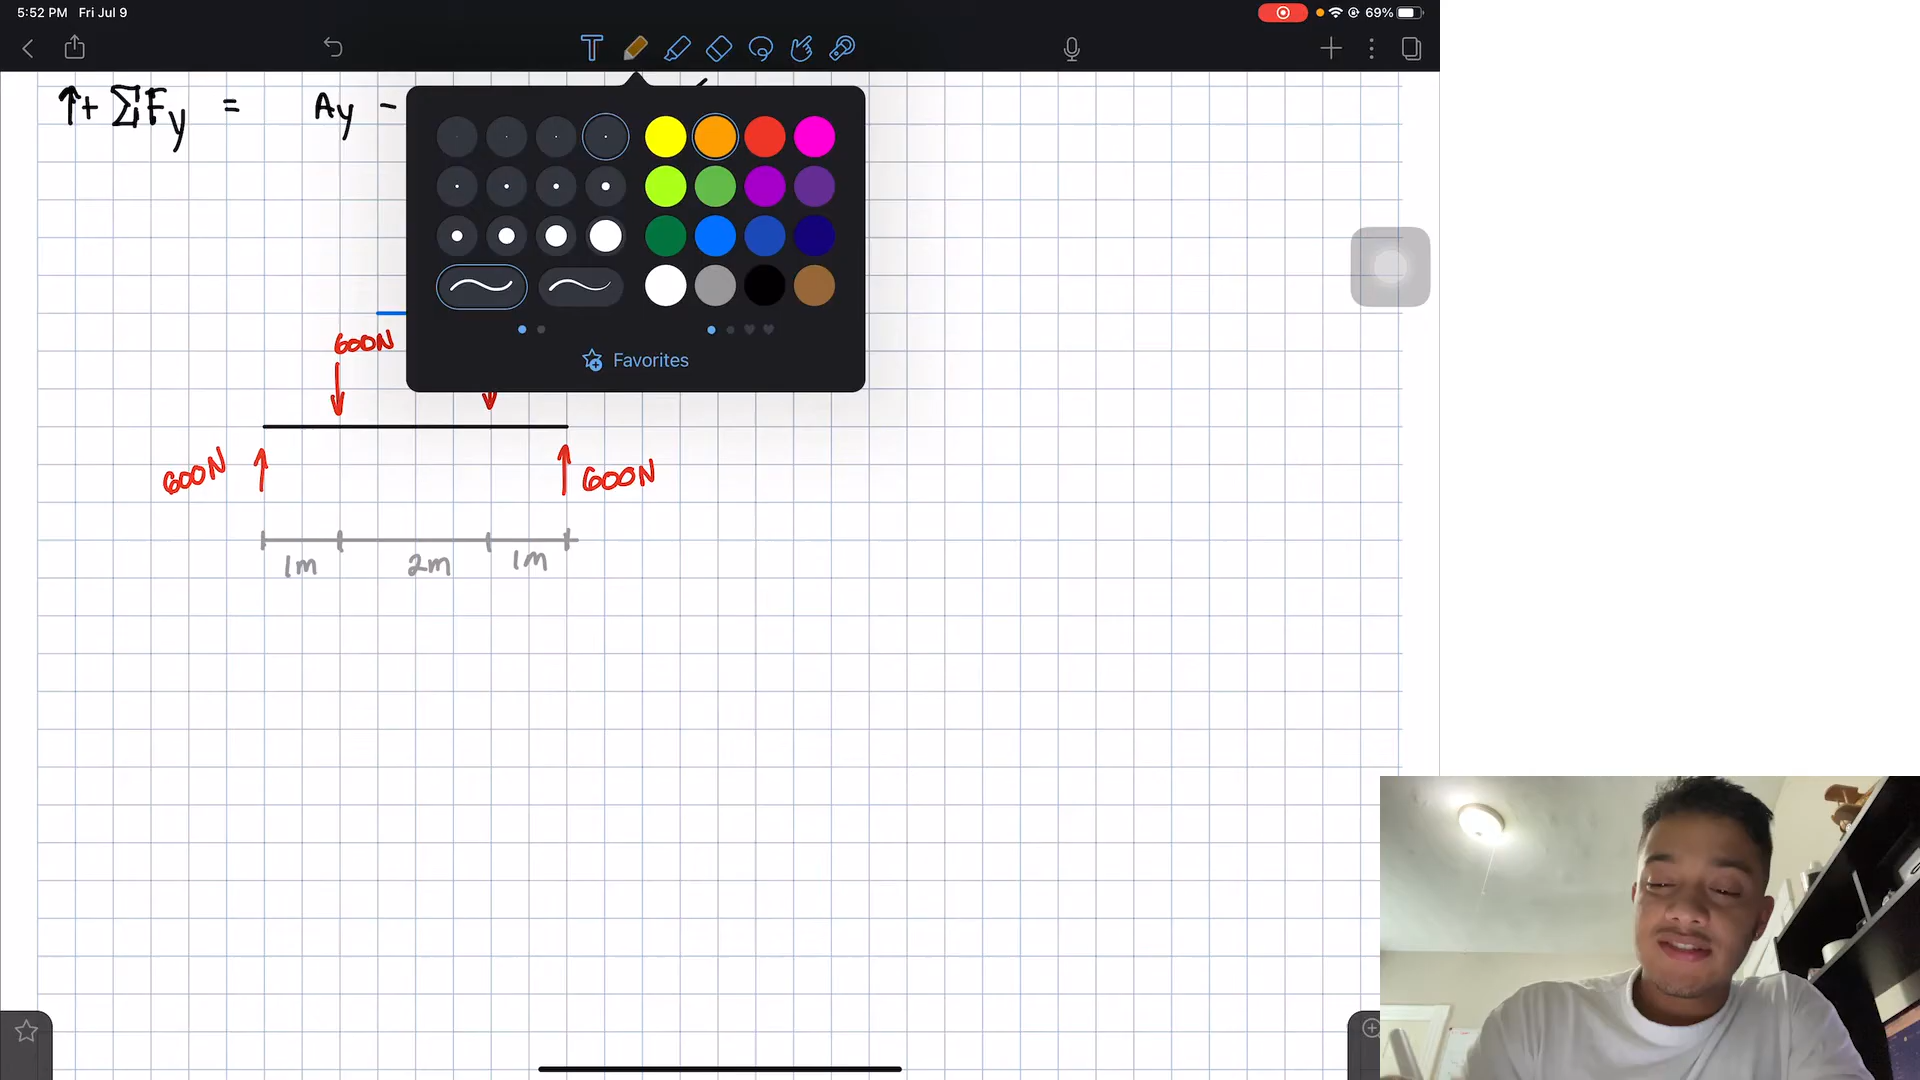 5:52 PM Fri Jul 9
69%
T
↑+ ΣFy = Ay -
Favorites
600N
600N
600N
1m 2m 1m